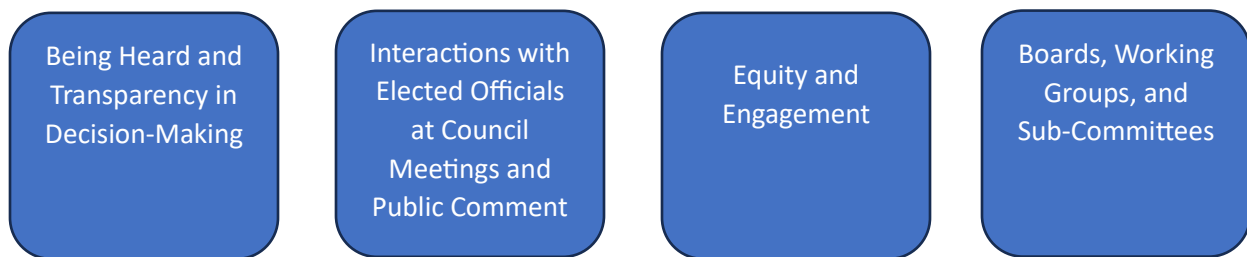 Being Heard and
Transparency in
Decision-Making
Interactions with
Elected Officials
at Council
Meetings and
Public Comment
Equity and
Engagement
Boards, Working
Groups, and
Sub-Committees